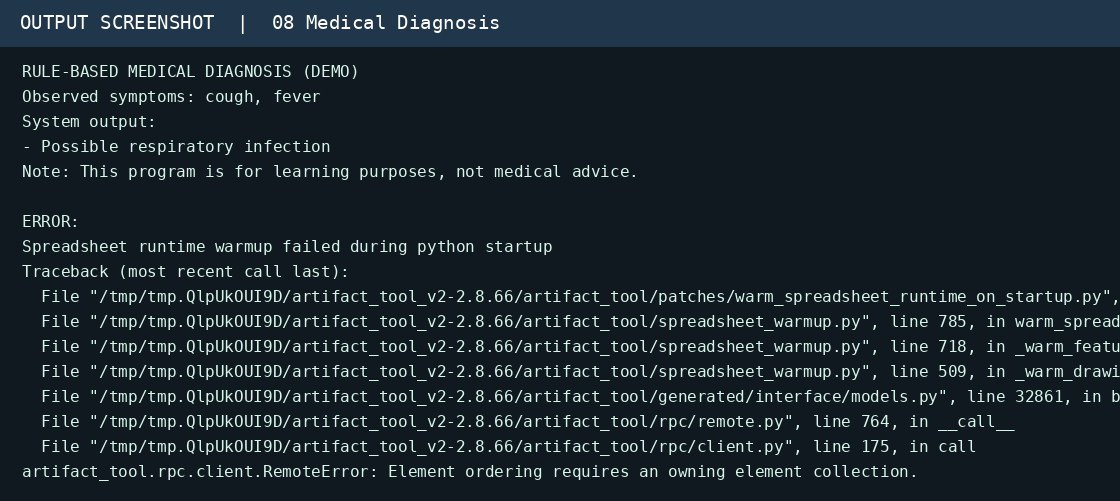 OUTPUT SCREENSHOT | 08 Medical Diagnosis
RULE-BASED MEDICAL DIAGNOSIS (DEMO)
Observed symptoms: cough, fever
System output:
- Possible respiratory infection
Note: This program is for learning purposes, not medical advice.
ERROR:
Spreadsheet runtime warmup failed during python startup
Traceback (most recent call last):
File "/tmp/tmp.QlpUkOUI9D/artifact_tool_v2-2.8.66/artifact_tool/patches/warm_spreadsheet_runtime_on_startup.py",
File "/tmp/tmp.QlpUkOUI9D/artifact_tool_v2-2.8.66/artifact_tool/spreadsheet_warmup.py", line 785, in warm_spread
File "/tmp/tmp.QlpUkOUI9D/artifact_tool_v2-2.8.66/artifact_tool/spreadsheet_warmup.py", line 718, in _warm_featu
File "/tmp/tmp.QlpUkOUI9D/artifact_tool_v2-2.8.66/artifact_tool/spreadsheet_warmup.py", line 509, in _warm_drawi
File "/tmp/tmp.QlpUkOUI9D/artifact_tool_v2-2.8.66/artifact_tool/generated/interface/models.py", line 32861, in b
File "/tmp/tmp.QlpUkOUI9D/artifact_tool_v2-2.8.66/artifact_tool/rpc/remote.py", line 764, in __call__
File "/tmp/tmp.QlpUkOUI9D/artifact_tool_v2-2.8.66/artifact_tool/rpc/client.py", line 175, in call
artifact_tool.rpc.client.RemoteError: Element ordering requires an owning element collection.